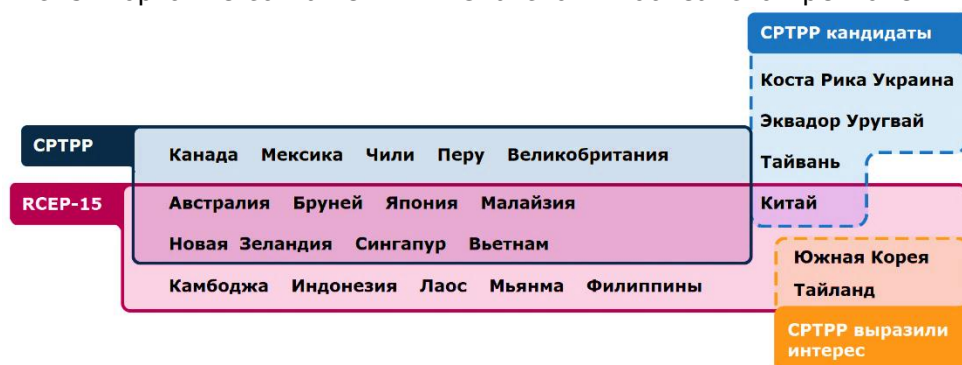 CPTPP кандидаты
Коста Рика Украина
Эквадор Уругвай
Тайвань
Китай
CPTPP
Канада Мексика Чили Перу Великобритания
RCEP-15
Австралия Бруней Япония Малайзия
Новая Зеландия Сингапур Вьетнам
Камбоджа Индонезия Лаос Мьянма Филиппины
Южная Корея
Тайланд
CPTPP выразили
интерес